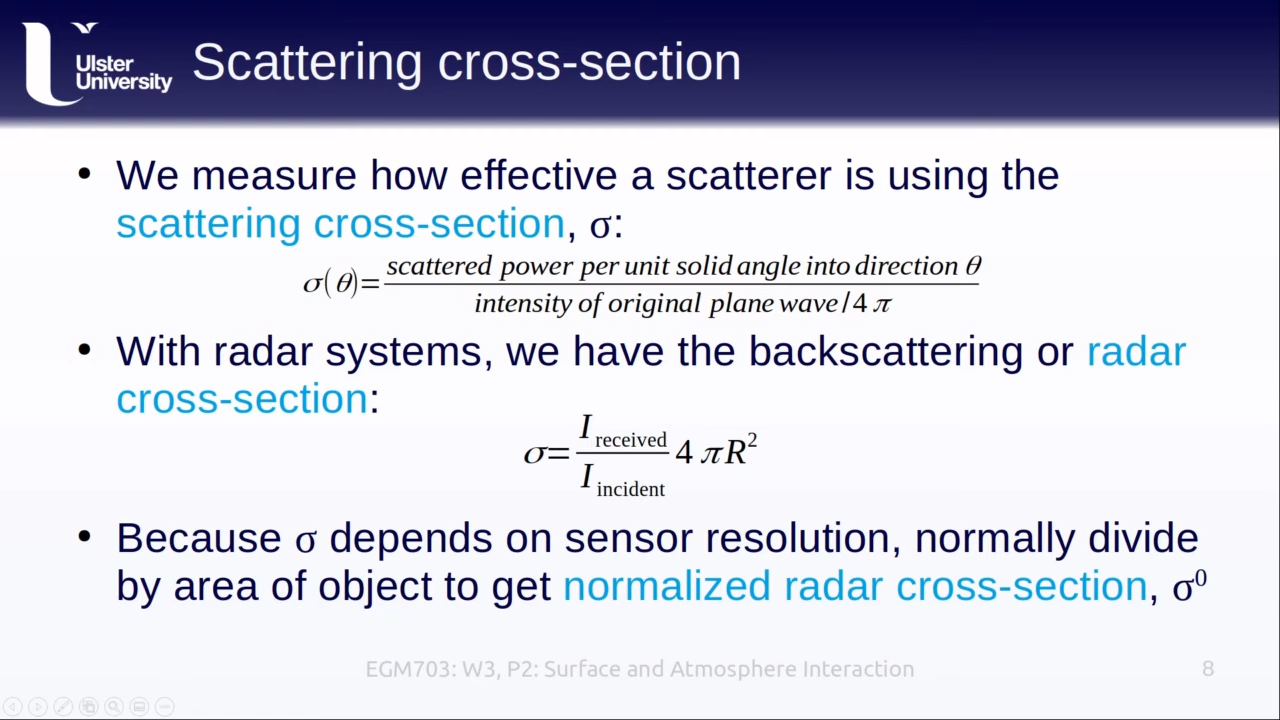 Ulster
University
Scattering cross-section
• We measure how effective a scatterer is using the
scattering cross-section, σ:
σ(θ)= scattered power per unit solid angle into direction θ
intensity of original plane wave/4 π
• With radar systems, we have the backscattering or radar
cross-section:
σ= I received / I incident 4 π R²
• Because σ depends on sensor resolution, normally divide
by area of object to get normalized radar cross-section, σ⁰
EGM703: W3, P2: Surface and Atmosphere Interaction
8